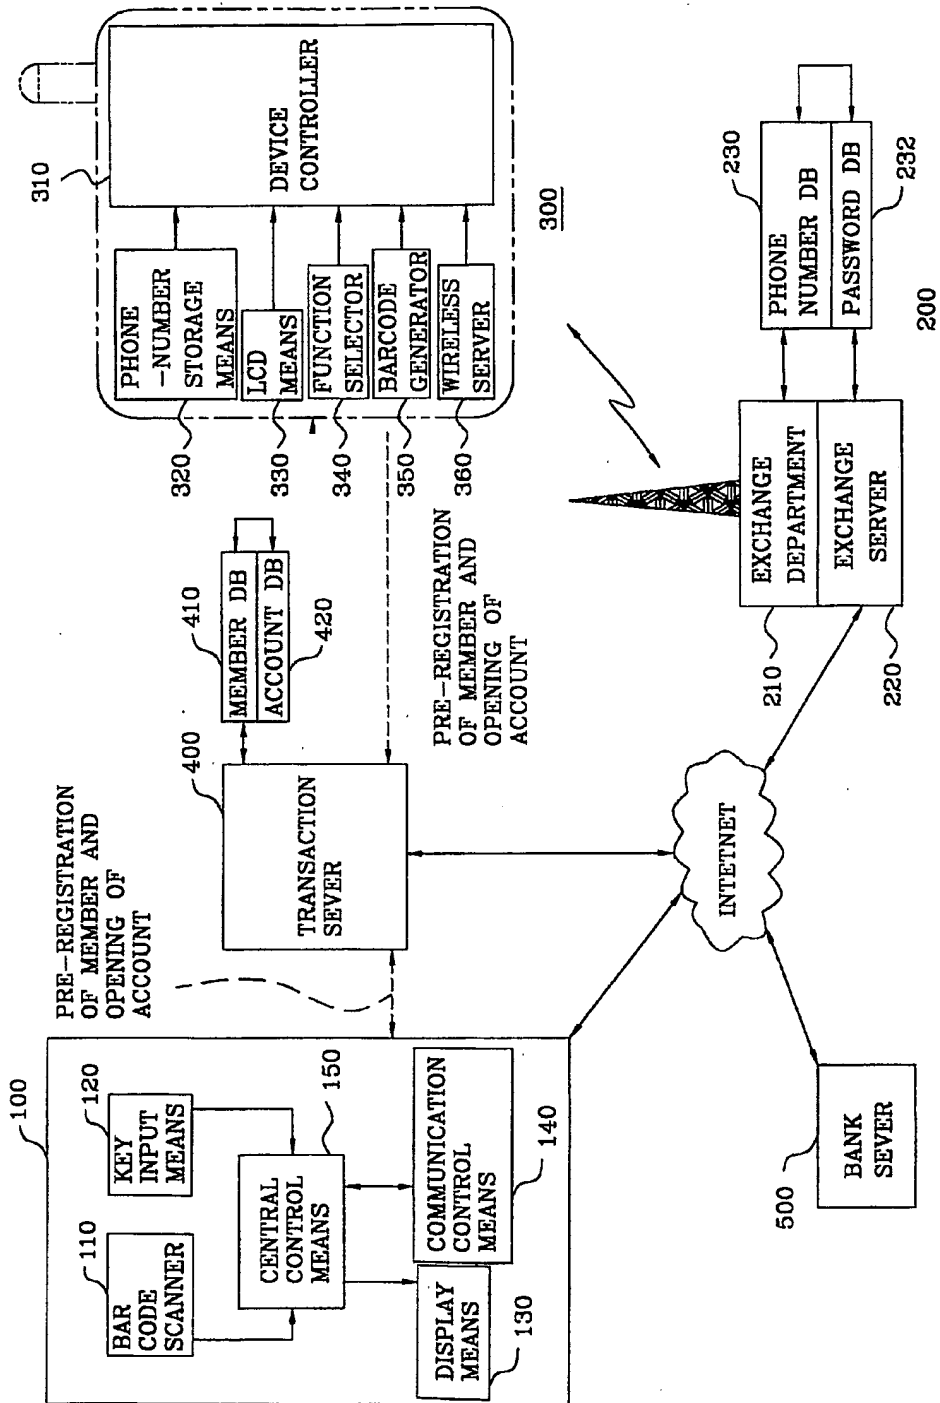 100
110
BAR
CODE
SCANNER
120
KEY
INPUT
MEANS
150
CENTRAL
CONTROL
MEANS
DISPLAY
MEANS
130
COMMUNICATION
CONTROL
MEANS
140
PRE-REGISTRATION
OF MEMBER AND
OPENING OF
ACCOUNT
400
TRANSACTION
SEVER
410
MEMBER DB
ACCOUNT DB
420
PRE-REGISTRATION
OF MEMBER AND
OPENING OF
ACCOUNT
310
DEVICE
CONTROLLER
PHONE
-NUMBER
STORAGE
MEANS
320
LCD
MEANS
330
FUNCTION
SELECTOR
340
BARCODE
GENERATOR
350
WIRELESS
SERVER
360
300
500
BANK
SEVER
INTETNET
EXCHANGE
DEPARTMENT
210
EXCHANGE
SERVER
220
230
PHONE
NUMBER DB
PASSWORD DB
232
200